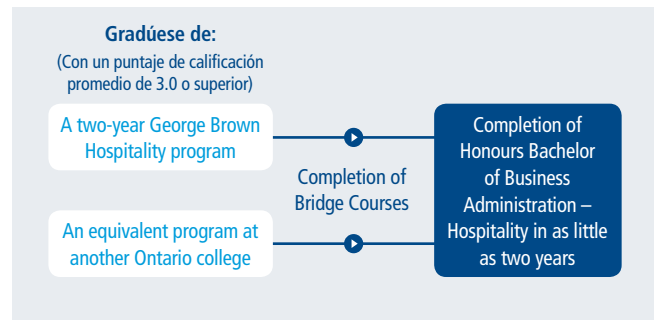 Gradúese de:
(Con un puntaje de calificación
promedio de 3.0 o superior)
A two-year George Brown
Hospitality program
An equivalent program at
another Ontario college
Completion of
Bridge Courses
Completion of
Honours Bachelor
of Business
Administration –
Hospitality in as little
as two years